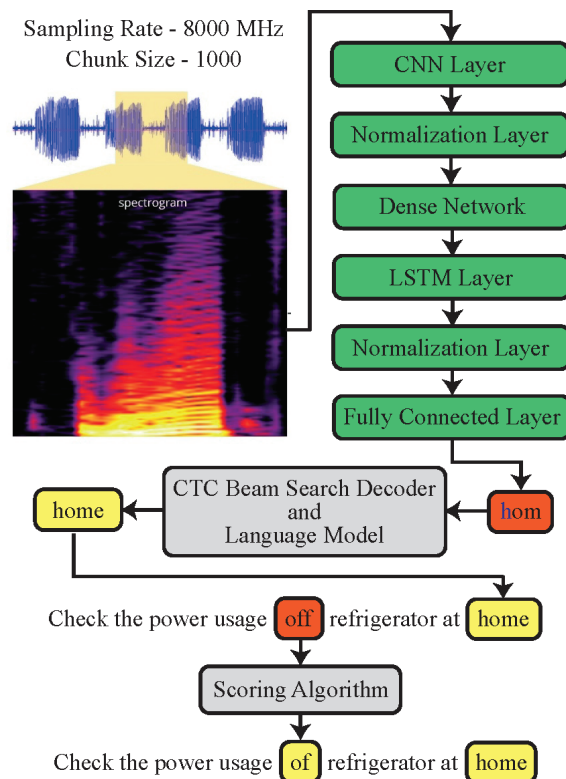 Sampling Rate - 8000 MHz
Chunk Size - 1000
spectrogram
CNN Layer
Normalization Layer
Dense Network
LSTM Layer
Normalization Layer
Fully Connected Layer
hom
CTC Beam Search Decoder
and
Language Model
home
Check the power usage off refrigerator at home
Scoring Algorithm
Check the power usage of refrigerator at home